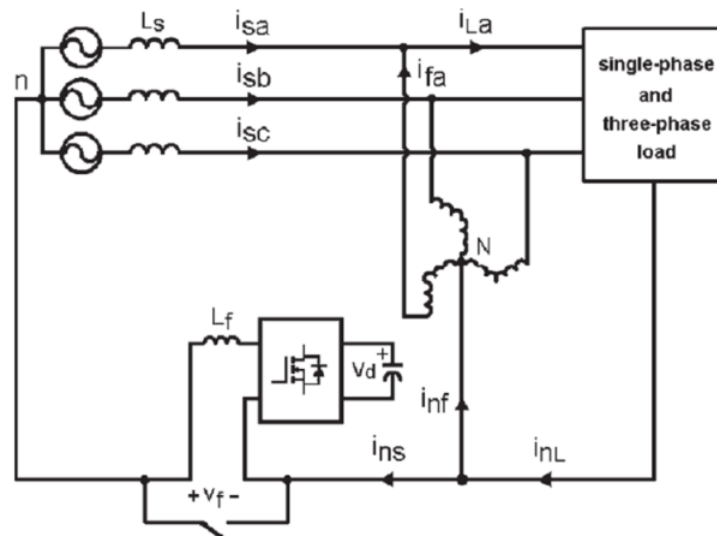 Ls
isa
iLa
n
isb
ifa
isc
single-phase
and
three-phase
load
N
Lf
Vd
+
inf
ins
inL
+ vf -